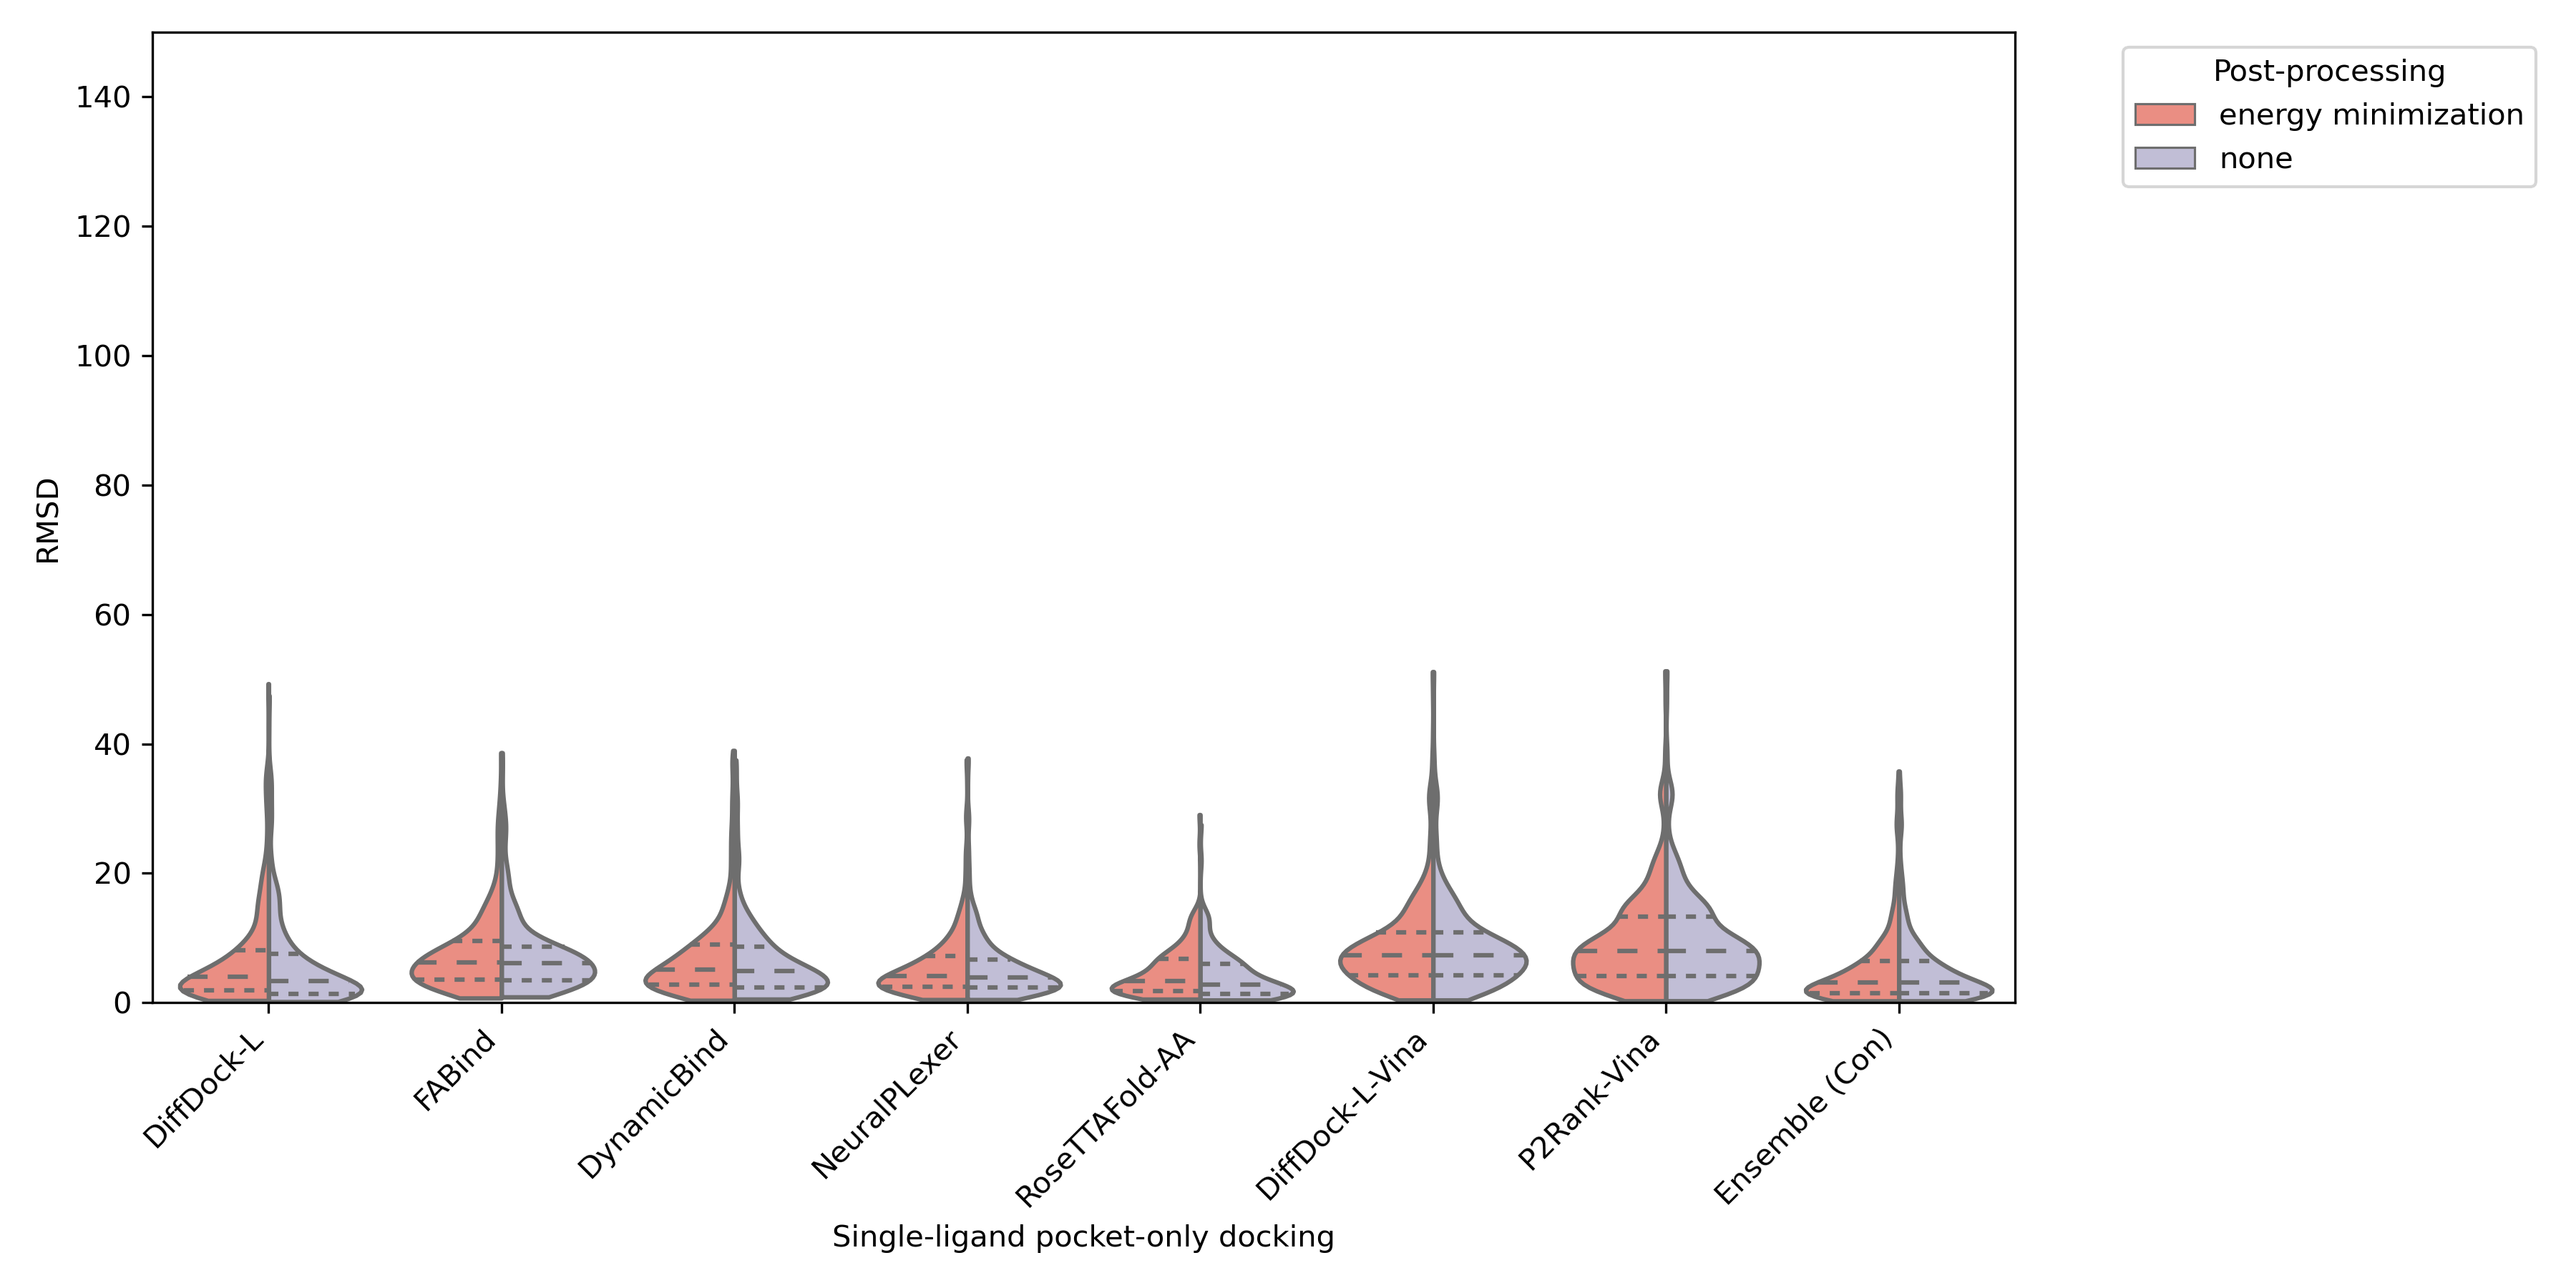 140
120
100
80
60
40
20
0
RMSD
DiffDock-L
FABind
DynamicBind
NeuralPLexer
RoseTTAFold-AA
DiffDock-L-Vina
P2Rank-Vina
Ensemble (Con)
Single-ligand pocket-only docking
Post-processing
energy minimization
none